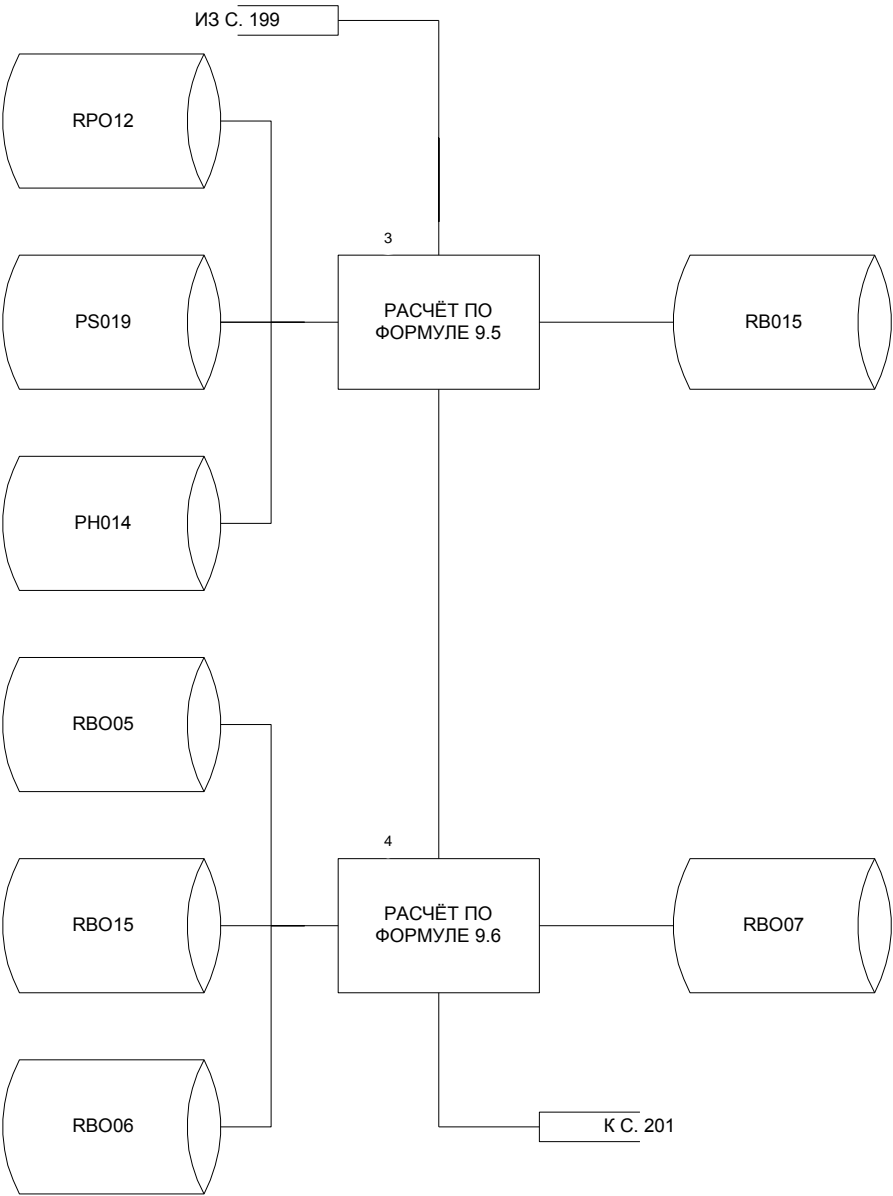 ИЗ С. 199
RPO12
3
PS019
РАСЧЁТ ПО
ФОРМУЛЕ 9.5
RB015
PH014
RBO05
4
RBO15
РАСЧЁТ ПО
ФОРМУЛЕ 9.6
RBO07
RBO06
К С. 201